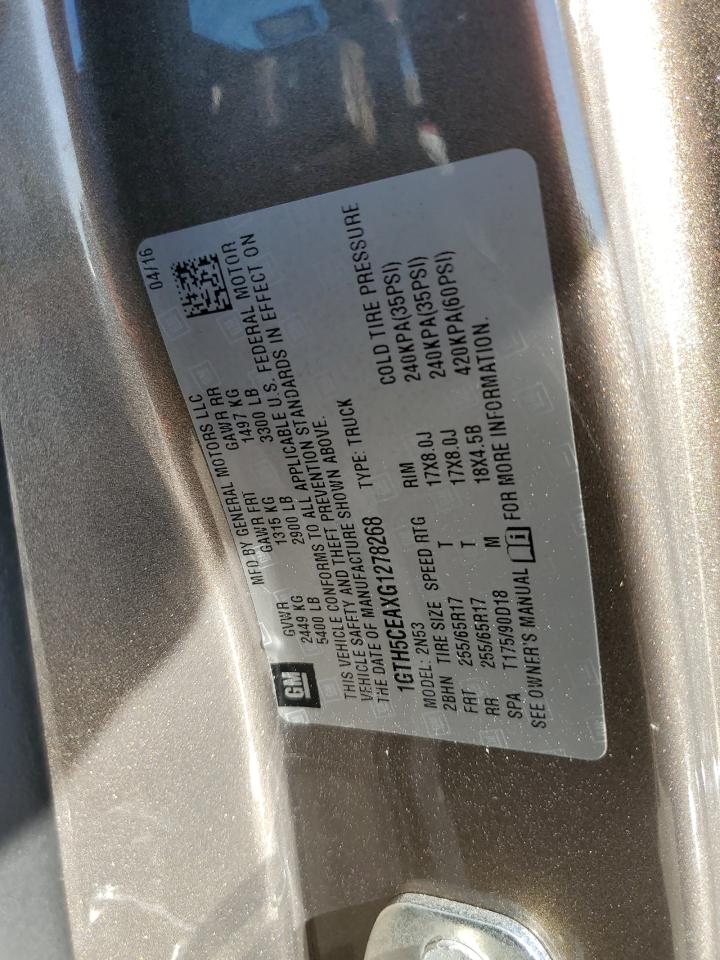 04/16
MFD BY GENERAL MOTORS LLC
GVWR GAWR FRT GAWR RR
2449 KG 1315 KG 1497 KG
5400 LB 2900 LB 3300 LB
GM
THIS VEHICLE CONFORMS TO ALL APPLICABLE U.S. FEDERAL MOTOR
VEHICLE SAFETY AND THEFT PREVENTION STANDARDS IN EFFECT ON
THE DATE OF MANUFACTURE SHOWN ABOVE.
1GTH5CEAXG1278268 TYPE: TRUCK
MODEL: 2N53
2BHN TIRE SIZE SPEED RTG RIM COLD TIRE PRESSURE
FRT 255/65R17 T 17X8.0J 240KPA(35PSI)
RR 255/65R17 T 17X8.0J 240KPA(35PSI)
SPA T175/90D18 M 18X4.5B 420KPA(60PSI)
SEE OWNER'S MANUAL FOR MORE INFORMATION.